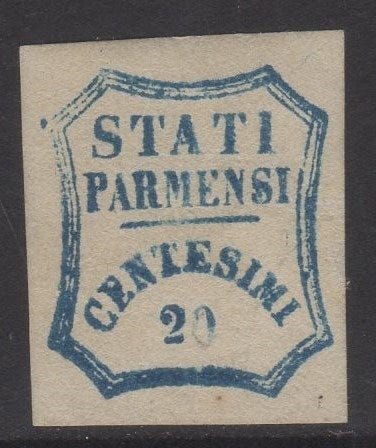 STATI
PARMENSI
CENTESIMI
20